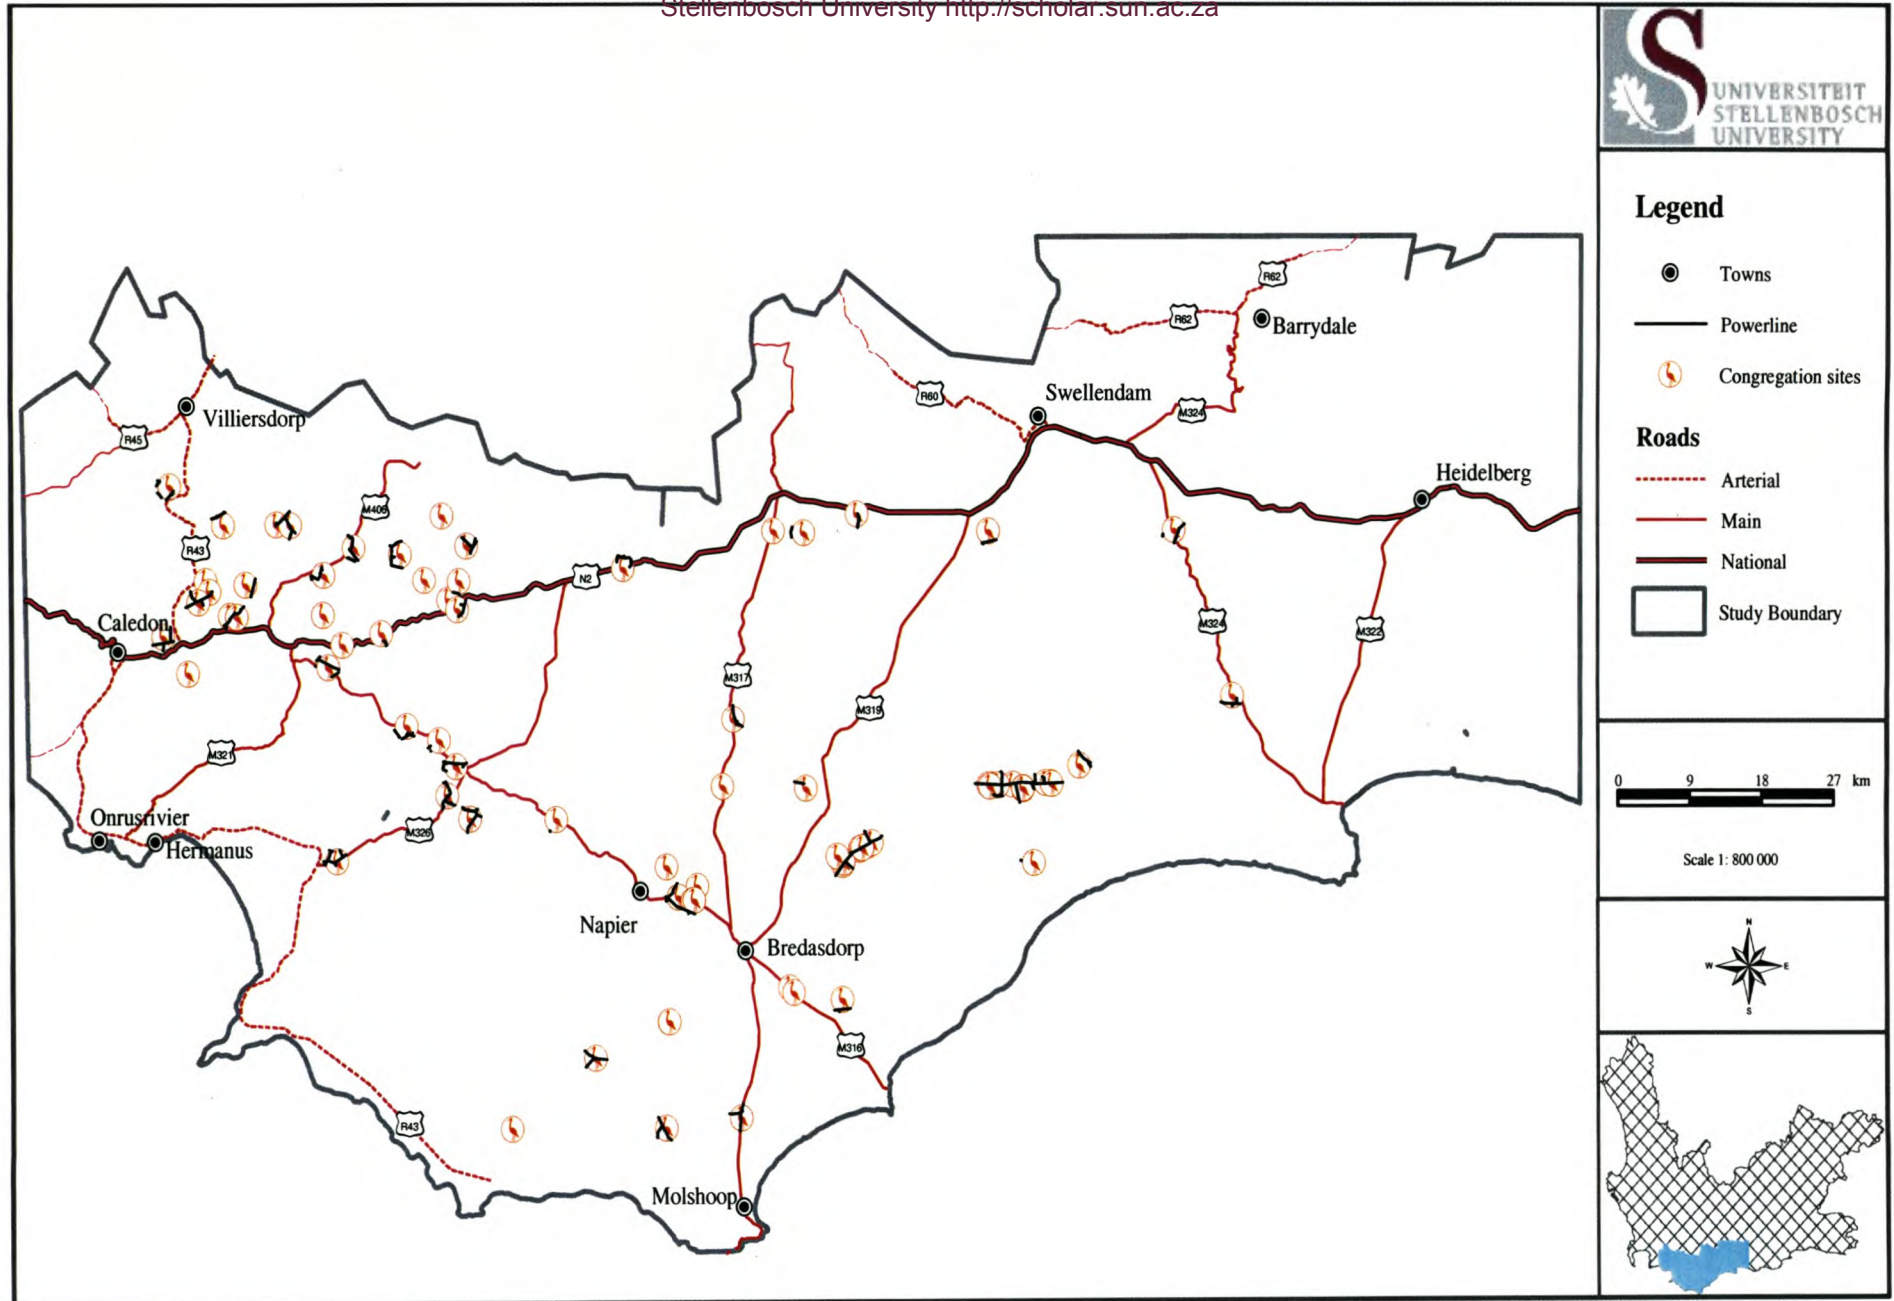 Stellenbosch University http://scholar.sun.ac.za
UNIVERSITEIT
STELLENBOSCH
UNIVERSITY
Legend
Towns
Powerline
Congregation sites
Roads
Arterial
Main
National
Study Boundary
0 9 18 27 km
Scale 1: 800 000
N
W E
S
R62
R62
Barrydale
R60
Swellendam
M324
Villiersdorp
R45
Heidelberg
M406
R43
N2
Caledon
M324
M322
M317
M319
M321
Onrusrivier
Hermanus
M326
Napier
Bredasdorp
M316
R43
Molshoop